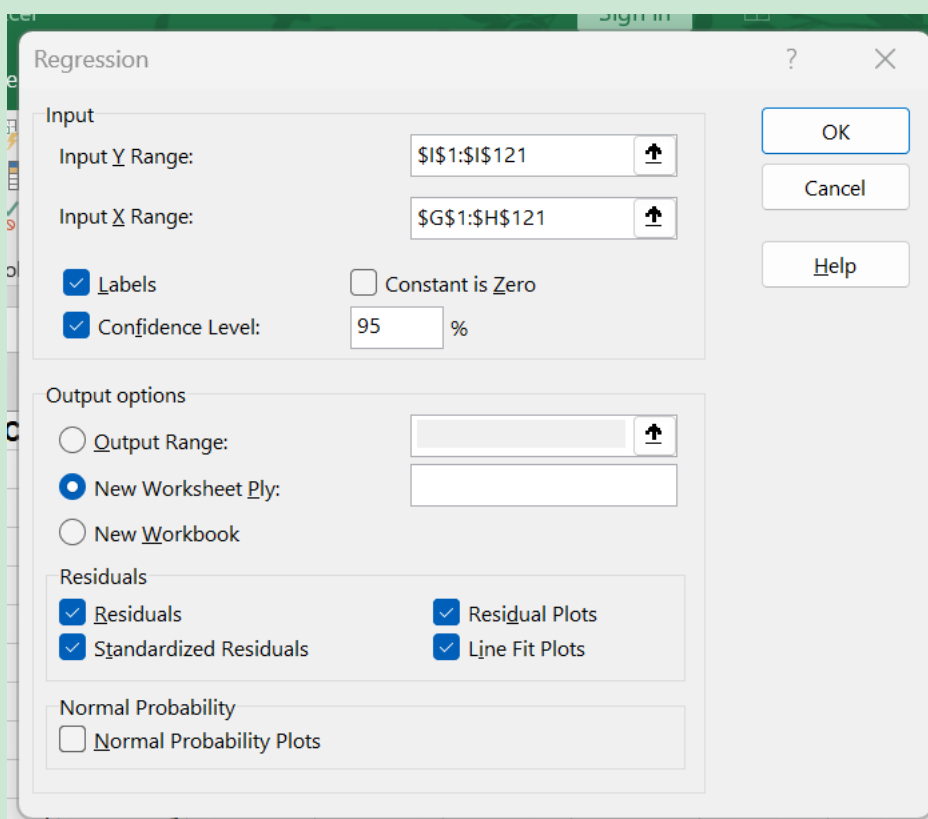 Sign in
Regression
Input
Input Y Range: $I$1:$I$121
Input X Range: $G$1:$H$121
Labels Constant is Zero
Confidence Level: 95 %
OK
Cancel
Help
Output options
Output Range:
New Worksheet Ply:
New Workbook
Residuals
Residuals Residual Plots
Standardized Residuals Line Fit Plots
Normal Probability
Normal Probability Plots